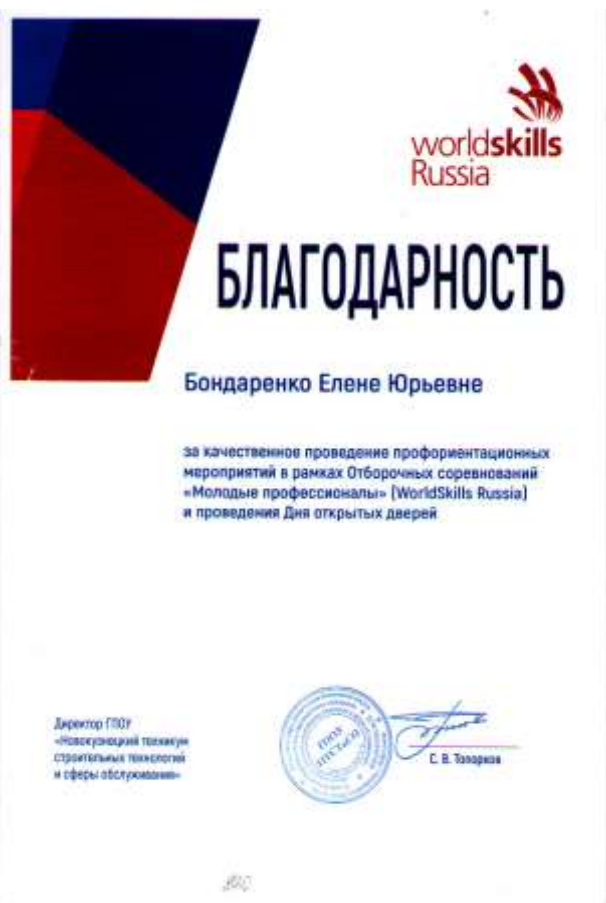 worldskills
Russia
БЛАГОДАРНОСТЬ
Бондаренко Елене Юрьевне
за качественное проведение профориентационных
мероприятий в рамках Отборочных соревнований
«Молодые профессионалы» (WorldSkills Russia)
и проведения Дня открытых дверей
Директор ГПОУ
«Новокузнецкий техникум
строительных технологий
и сферы обслуживания»
ГПОУ
С. В. Топорков